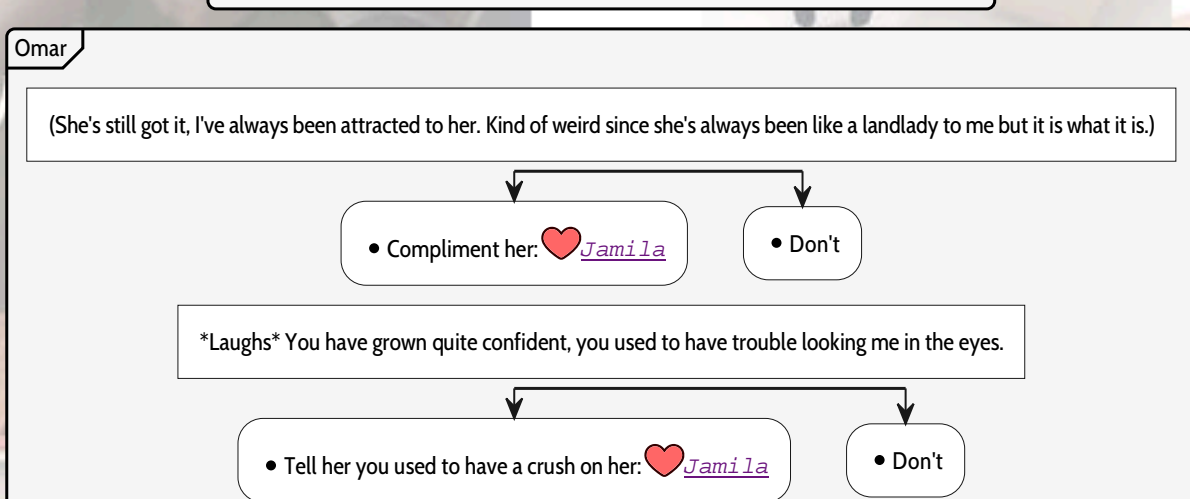 Omar
(She's still got it, I've always been attracted to her. Kind of weird since she's always been like a landlady to me but it is what it is.)
• Compliment her: Jamila
• Don't
*Laughs* You have grown quite confident, you used to have trouble looking me in the eyes.
• Tell her you used to have a crush on her: Jamila
• Don't